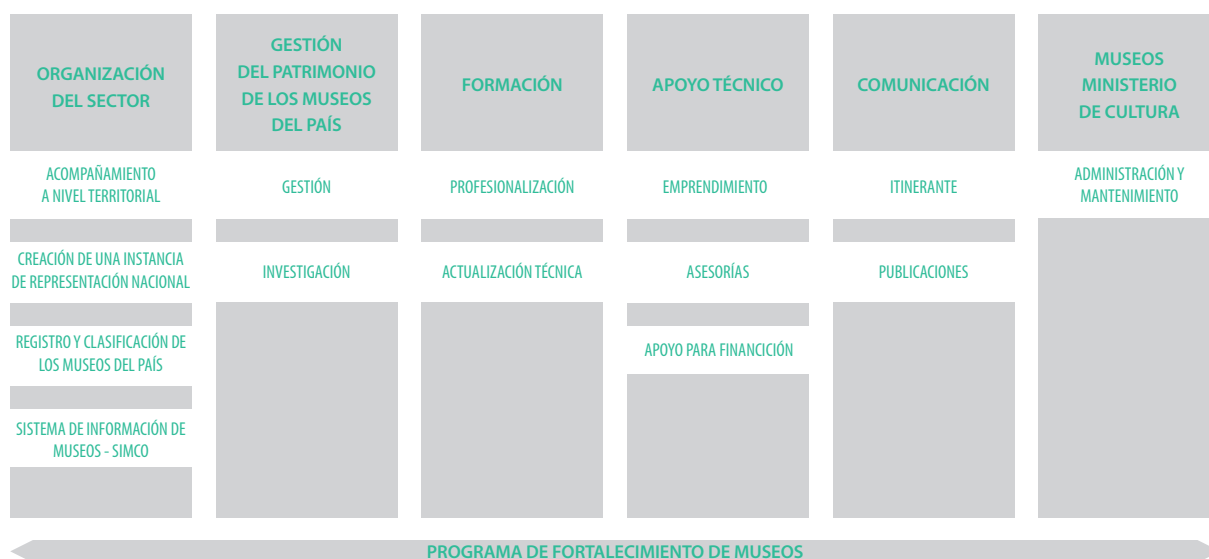 ORGANIZACIÓN
DEL SECTOR
GESTIÓN
DEL PATRIMONIO
DE LOS MUSEOS
DEL PAÍS
FORMACIÓN
APOYO TÉCNICO
COMUNICACIÓN
MUSEOS
MINISTERIO
DE CULTURA
ACOMPAÑAMIENTO
A NIVEL TERRITORIAL
GESTIÓN
PROFESIONALIZACIÓN
EMPRENDIMIENTO
ITINERANTE
ADMINISTRACIÓN Y
MANTENIMIENTO
CREACIÓN DE UNA INSTANCIA
DE REPRESENTACIÓN NACIONAL
INVESTIGACIÓN
ACTUALIZACIÓN TÉCNICA
ASESORÍAS
PUBLICACIONES
REGISTRO Y CLASIFICACIÓN DE
LOS MUSEOS DEL PAÍS
APOYO PARA FINANCICIÓN
SISTEMA DE INFORMACIÓN DE
MUSEOS - SIMCO
PROGRAMA DE FORTALECIMIENTO DE MUSEOS